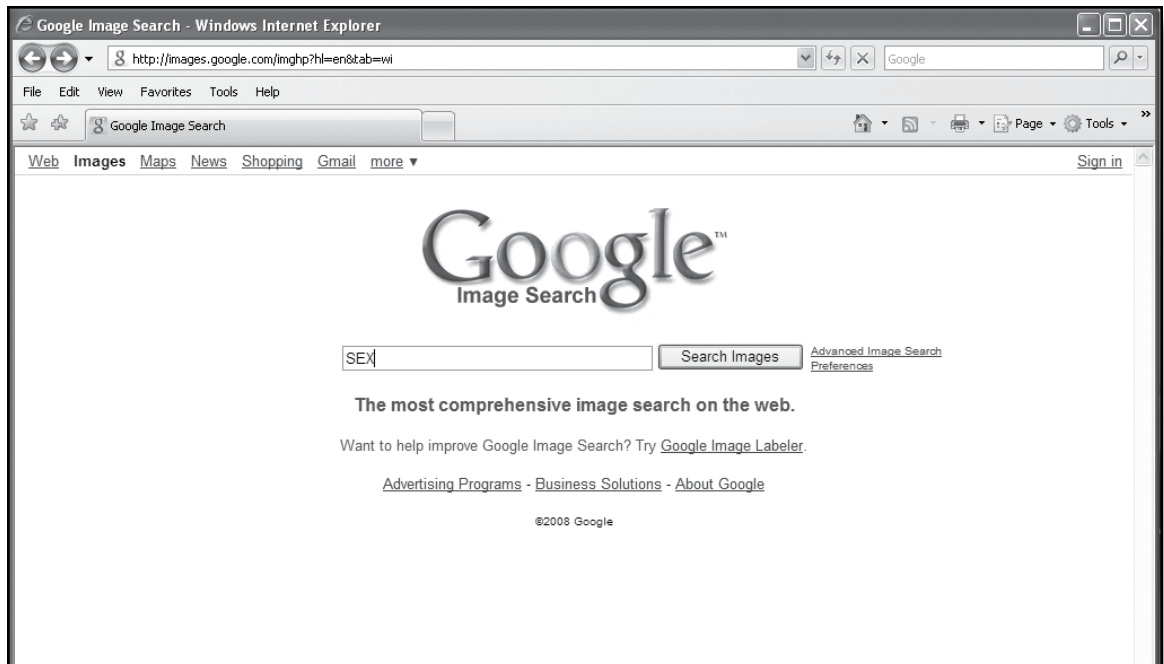 Google Image Search - Windows Internet Explorer
http://images.google.com/imghp?hl=en&tab=wi
Google
File Edit View Favorites Tools Help
Google Image Search
Page Tools
Web Images Maps News Shopping Gmail more ▼
Sign in
Google™
Image Search
SEX
Search Images
Advanced Image Search
Preferences
The most comprehensive image search on the web.
Want to help improve Google Image Search? Try Google Image Labeler.
Advertising Programs - Business Solutions - About Google
©2008 Google